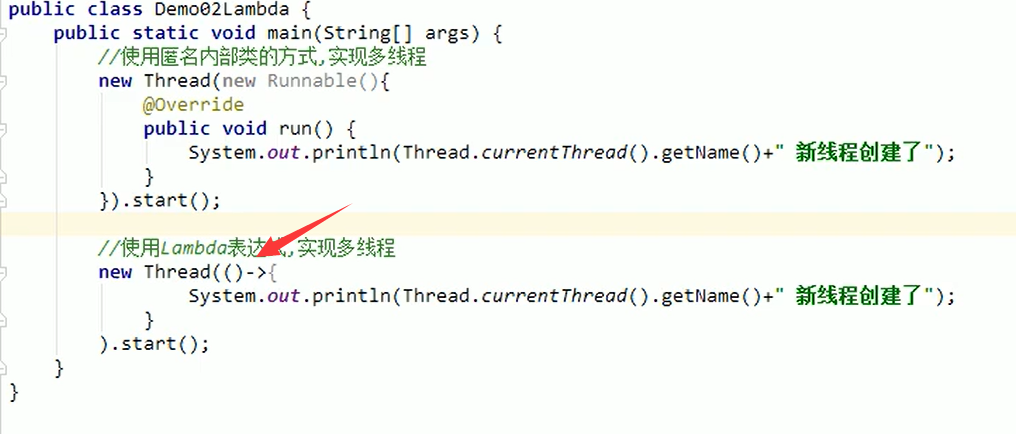 public class Demo02Lambda {
    public static void main(String[] args) {
        //使用匿名内部类的方式,实现多线程
        new Thread(new Runnable(){
            @Override
            public void run() {
                System.out.println(Thread.currentThread().getName()+" 新线程创建了");
            }
        }).start();
        //使用Lambda表达式,实现多线程
        new Thread(()->{
                System.out.println(Thread.currentThread().getName()+" 新线程创建了");
            }
        ).start();
    }
}